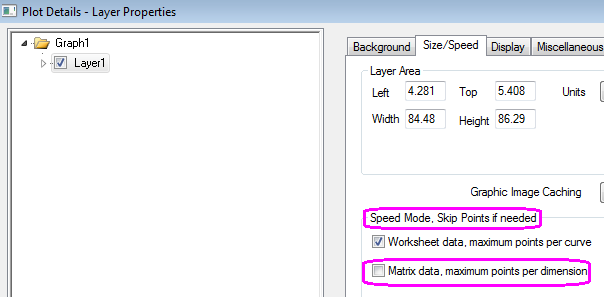 Plot Details - Layer Properties
Graph1
Layer1
Background Size/Speed Display Miscellaneous
Layer Area
Left 4.281 Top 5.408 Units
Width 84.48 Height 86.29
Graphic Image Caching
Speed Mode, Skip Points if needed
Worksheet data, maximum points per curve
Matrix data, maximum points per dimension